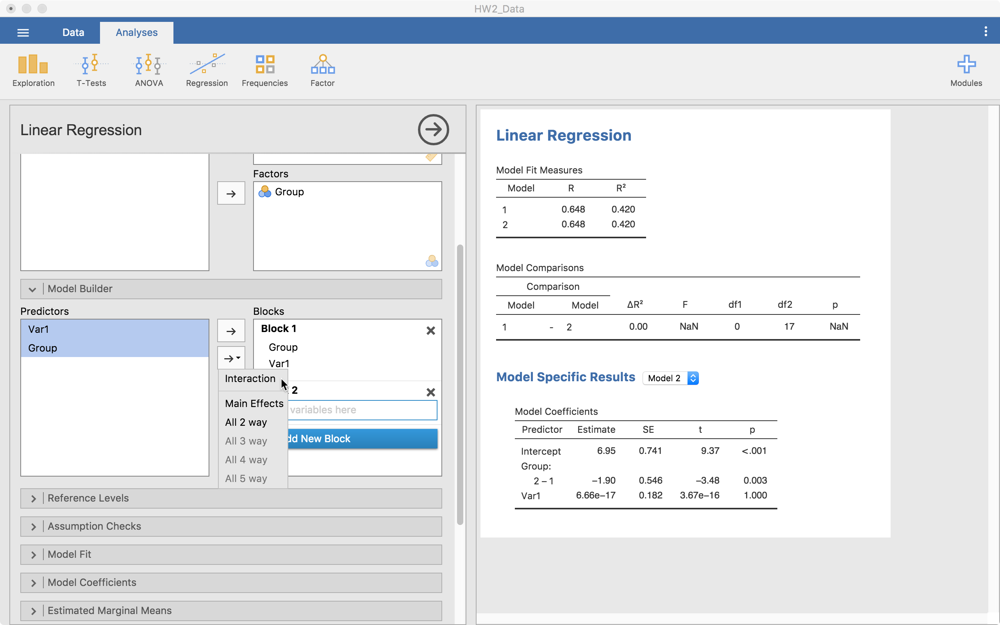 HW2_Data
Data Analyses
Exploration T-Tests ANOVA Regression Frequencies Factor Modules
Linear Regression
Factors
Group
Model Builder
Predictors
Var1
Group
Blocks
Block 1
Group
Var1
2
variables here
dd New Block
Interaction
Main Effects
All 2 way
All 3 way
All 4 way
All 5 way
Reference Levels
Assumption Checks
Model Fit
Model Coefficients
Estimated Marginal Means
Linear Regression
Model Fit Measures
Model R R²
1 0.648 0.420
2 0.648 0.420
Model Comparisons
Comparison
Model Model ΔR² F df1 df2 p
1 - 2 0.00 NaN 0 17 NaN
Model Specific Results Model 2
Model Coefficients
Predictor Estimate SE t p
Intercept 6.95 0.741 9.37 <.001
Group:
2 – 1 –1.90 0.546 –3.48 0.003
Var1 6.66e–17 0.182 3.67e–16 1.000